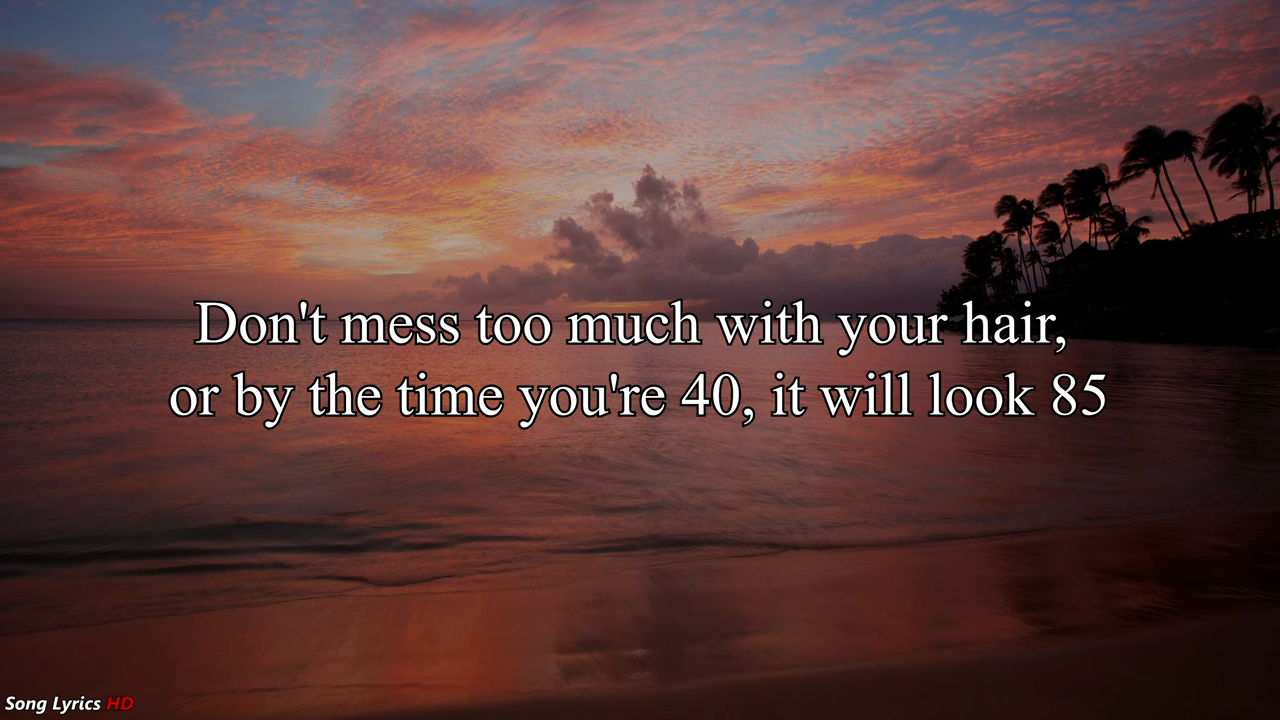 Don't mess too much with your hair,
or by the time you're 40, it will look 85
Song Lyrics HD